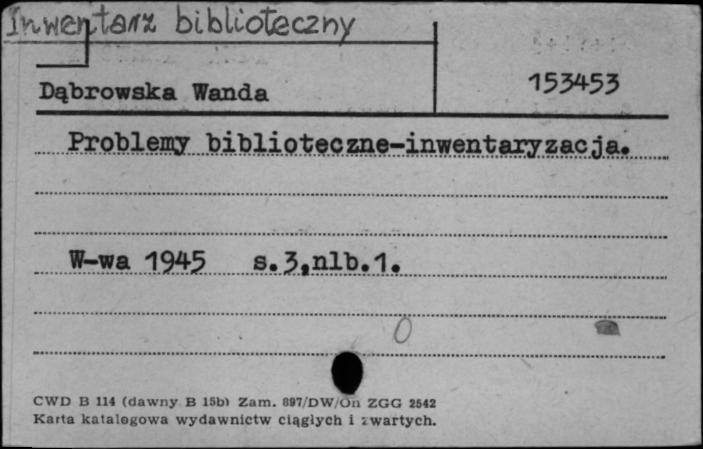 Inwentarz biblioteczny
Dąbrowska Wanda
153453
Problemy biblioteczne-inwentaryzacja.
W-wa 1945 s.3,nlb.1.
0
CWD B 114 (dawny B 15b) Zam. 897/DW/On ZGG 2542
Karta katalogowa wydawnictw ciągłych i zwartych.